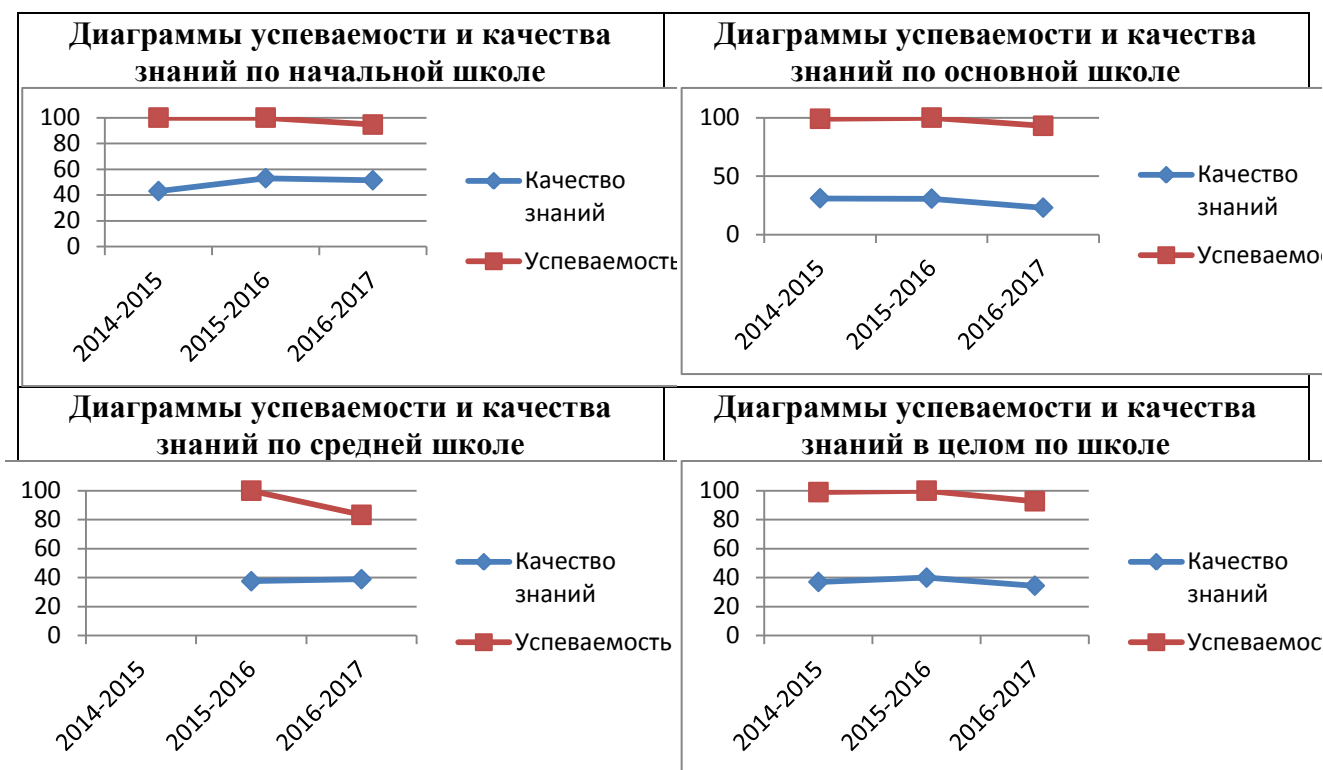 Диаграммы успеваемости и качества
знаний по начальной школе
100
80
60
40
20
0
2014-2015
2015-2016
2016-2017
Качество
знаний
Успеваемость
Диаграммы успеваемости и качества
знаний по основной школе
100
50
0
2014-2015
2015-2016
2016-2017
Качество
знаний
Успеваемос
Диаграммы успеваемости и качества
знаний по средней школе
100
80
60
40
20
0
2014-2015
2015-2016
2016-2017
Качество
знаний
Успеваемость
Диаграммы успеваемости и качества
знаний в целом по школе
100
80
60
40
20
0
2014-2015
2015-2016
2016-2017
Качество
знаний
Успеваемост